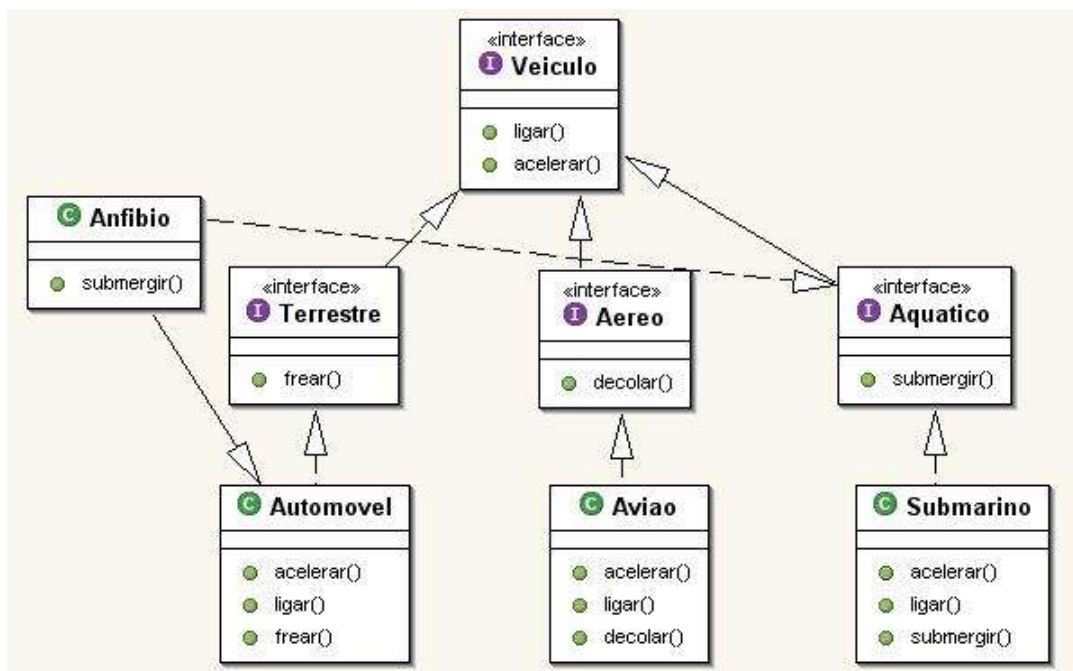 «interface»
I Veiculo
ligar()
acelerar()
C Anfibio
submergir()
«interface»
I Terrestre
frear()
«interface»
I Aereo
decolar()
«interface»
I Aquatico
submergir()
C Automovel
acelerar()
ligar()
frear()
C Aviao
acelerar()
ligar()
decolar()
C Submarino
acelerar()
ligar()
submergir()